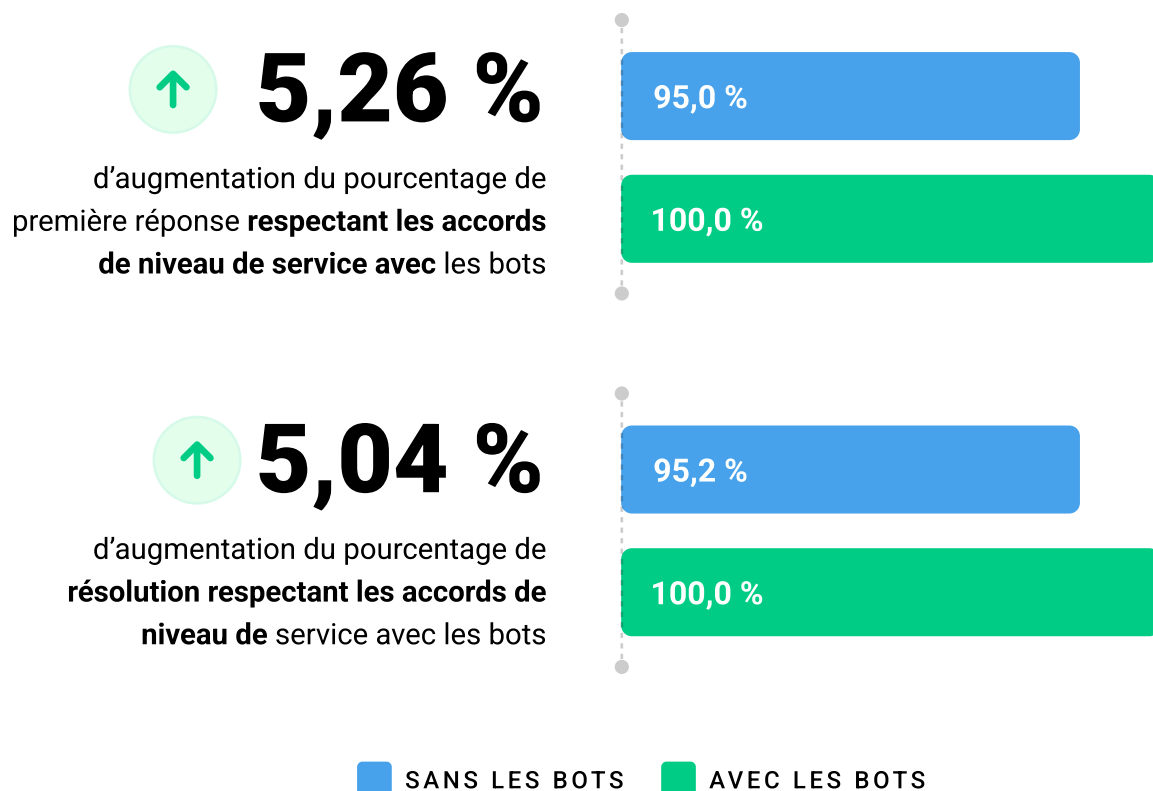 5,26 %
d’augmentation du pourcentage de
première réponse respectant les accords
de niveau de service avec les bots
95,0 %
100,0 %
5,04 %
d’augmentation du pourcentage de
résolution respectant les accords de
niveau de service avec les bots
95,2 %
100,0 %
SANS LES BOTS
AVEC LES BOTS